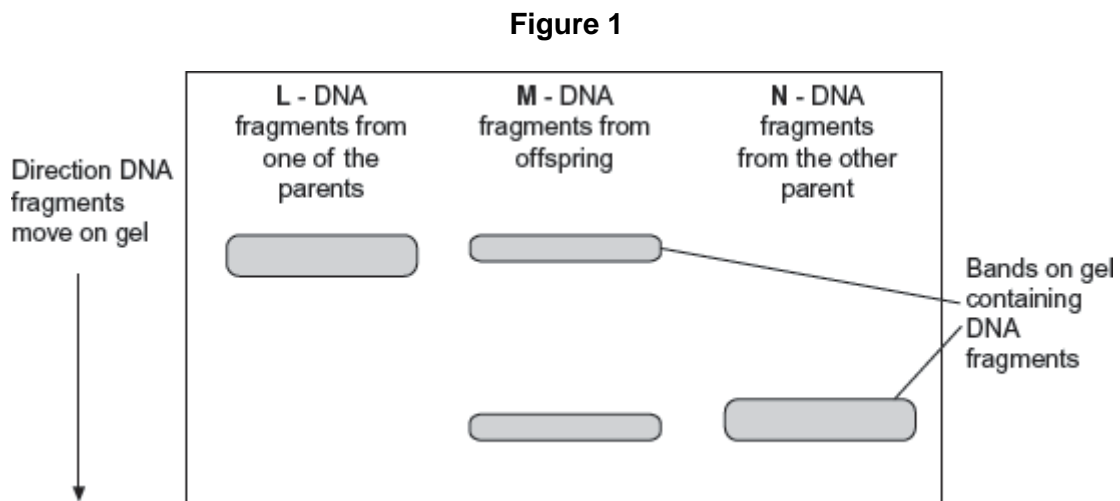 Figure 1
L - DNA
fragments from
one of the
parents
M - DNA
fragments from
offspring
N - DNA
fragments
from the other
parent
Direction DNA
fragments
move on gel
Bands on gel
containing
DNA
fragments